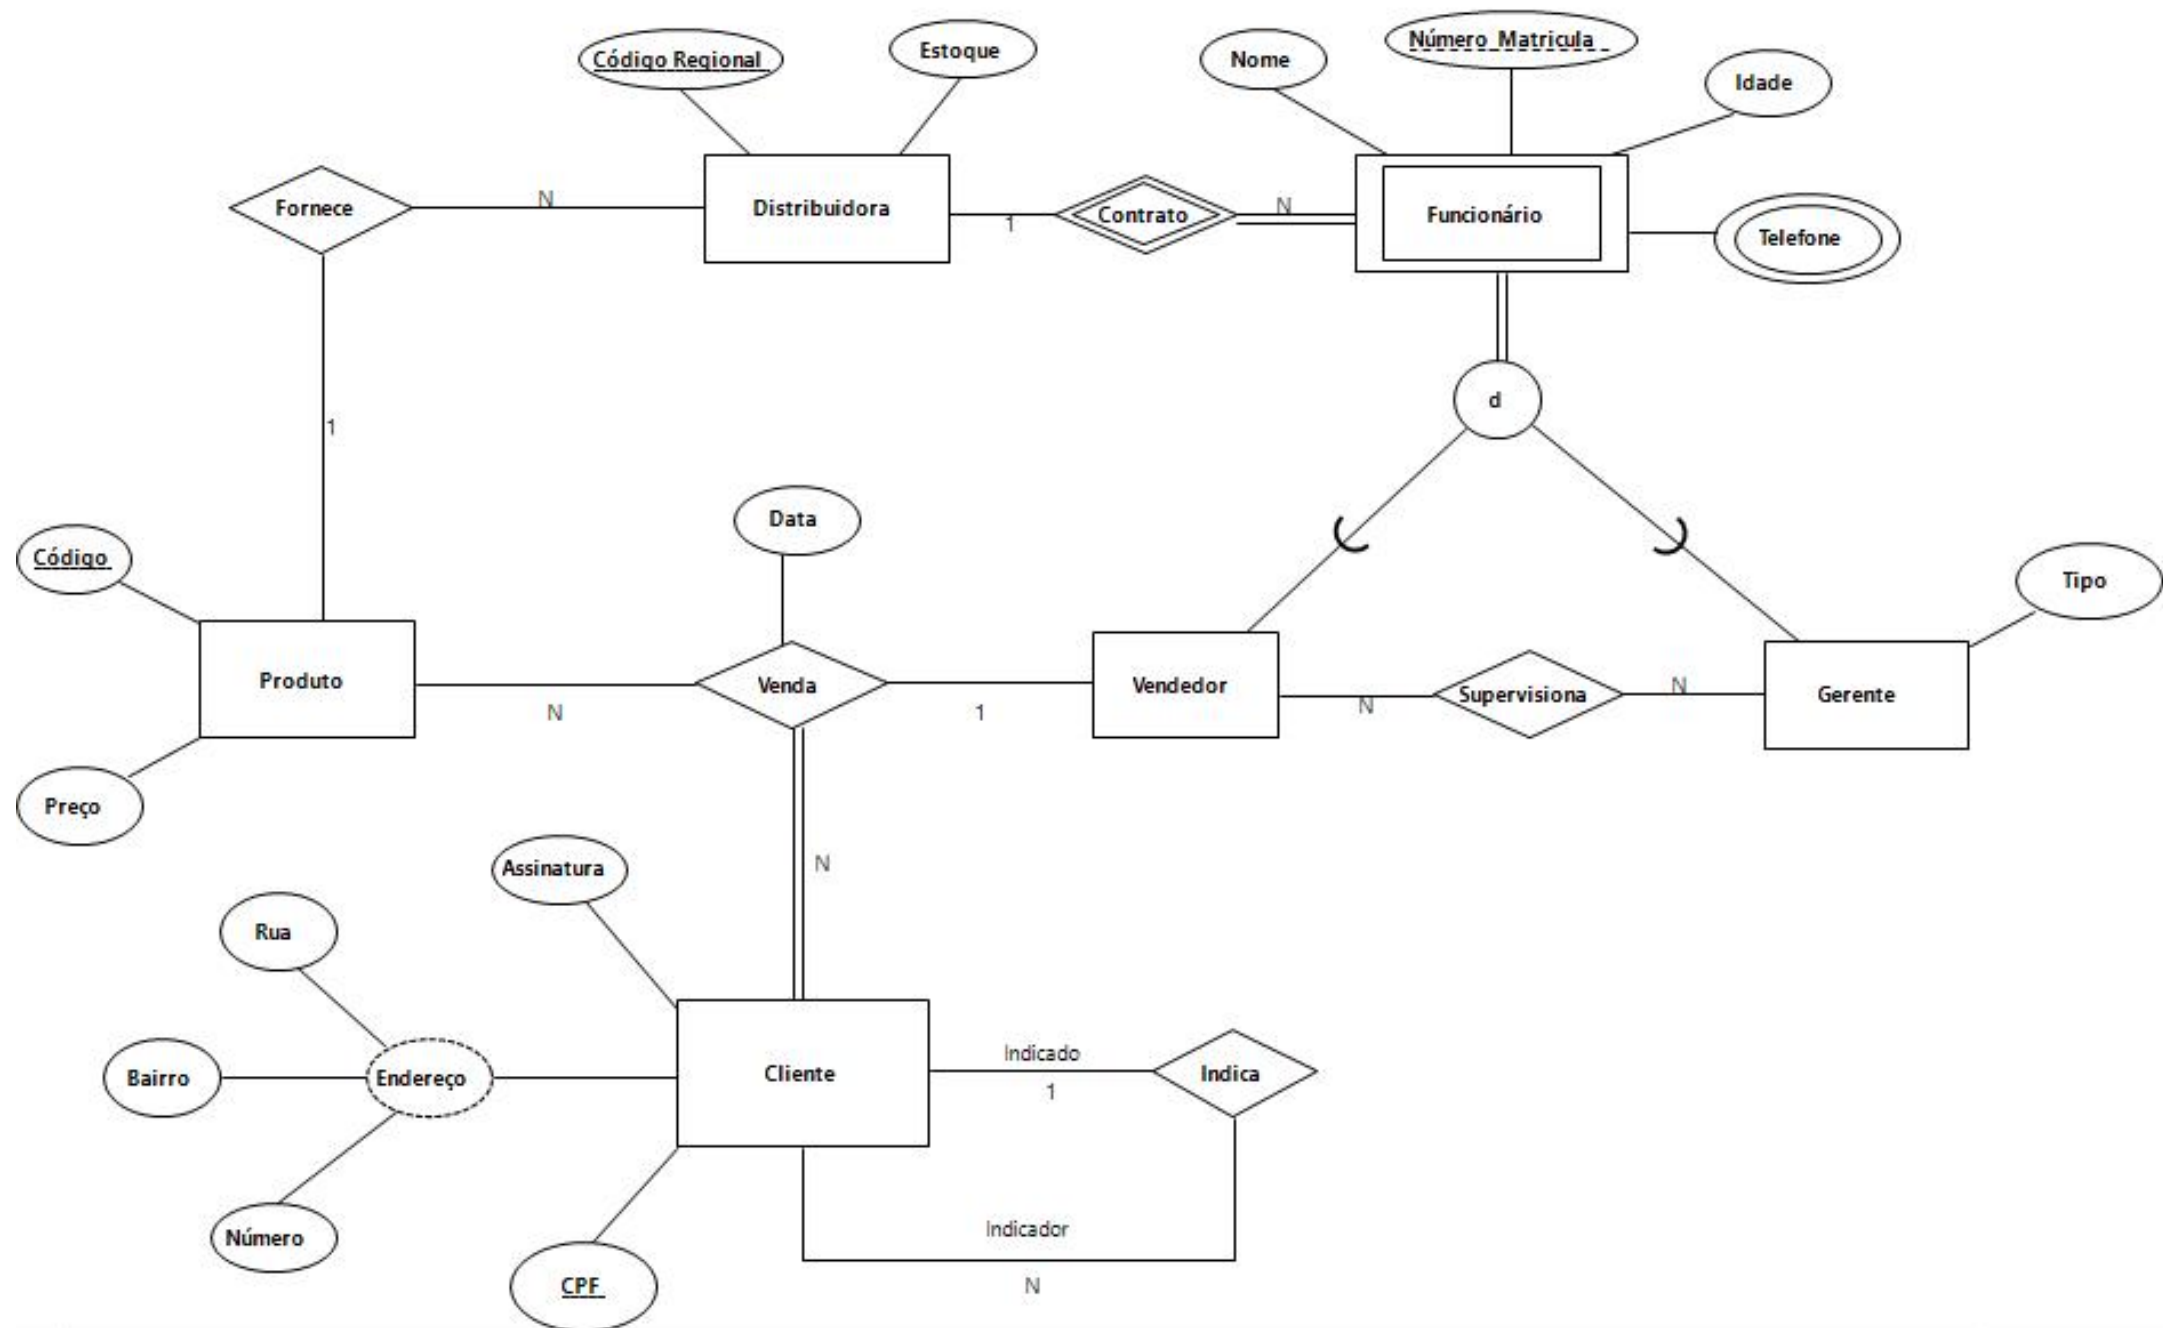 Número_Matricula
Código Regional
Estoque
Nome
Idade
Fornece
N
Distribuidora
1
Contrato
N
Funcionário
Telefone
d
1
Data
Código
Tipo
Produto
N
Venda
1
Vendedor
N
Supervisiona
N
Gerente
Preço
N
Assinatura
Rua
Bairro
Endereço
Cliente
Indicado
1
Indica
Número
Indicador
N
CPF